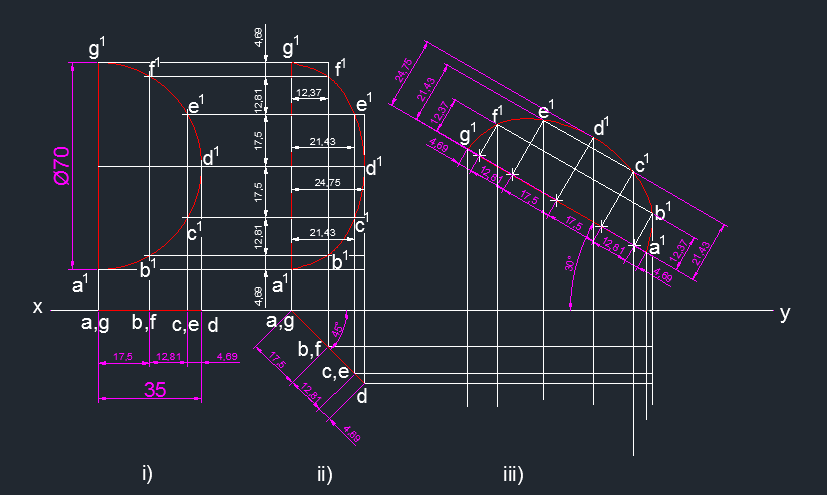 g¹
f¹
e¹
d¹
c¹
b¹
a¹
Ø70
x
a,g
b,f
c,e
d
17,5
12,81
4,69
35
i)
4,69
12,81
17,5
17,5
12,81
4,69
g¹
f¹
12,37
e¹
21,43
24,75
d¹
c¹
21,43
b¹
a¹
a,g
45°
b,f
c,e
d
17,5
12,81
4,69
ii)
24,75
21,43
12,37
g¹
f¹
e¹
d¹
c¹
b¹
a¹
4,69
12,81
17,5
17,5
12,81
4,69
12,37
21,43
30°
y
iii)